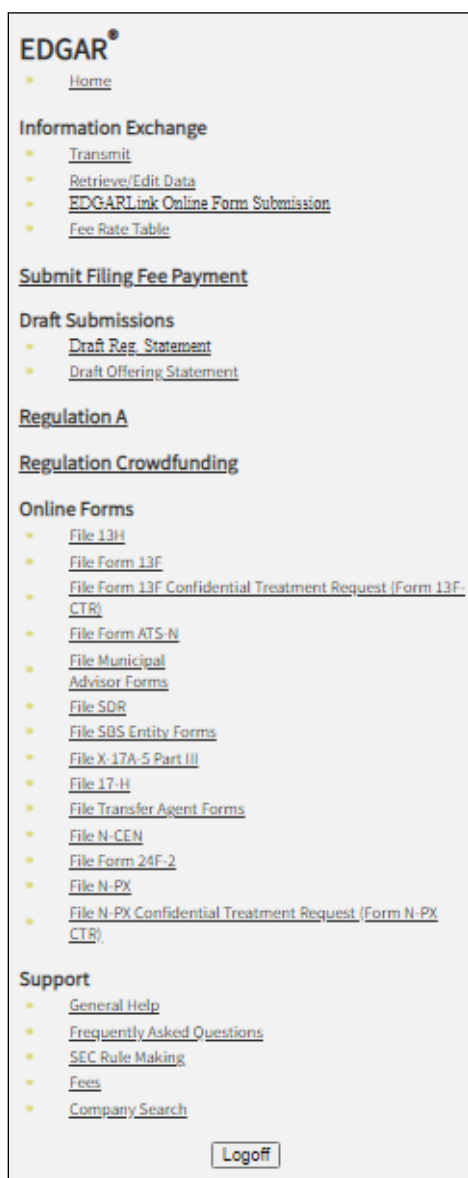 EDGAR®
Home
Information Exchange
Transmit
Retrieve/Edit Data
EDGARLink Online Form Submission
Fee Rate Table
Submit Filing Fee Payment
Draft Submissions
Draft Reg. Statement
Draft Offering Statement
Regulation A
Regulation Crowdfunding
Online Forms
File 13H
File Form 13F
File Form 13F Confidential Treatment Request (Form 13F-
CTR)
File Form ATS-N
File Municipal
Advisor Forms
File SDR
File SBS Entity Forms
File X-17A-5 Part III
File 17-H
File Transfer Agent Forms
File N-CEN
File Form 24F-2
File N-PX
File N-PX Confidential Treatment Request (Form N-PX
CTR)
Support
General Help
Frequently Asked Questions
SEC Rule Making
Fees
Company Search
Logoff